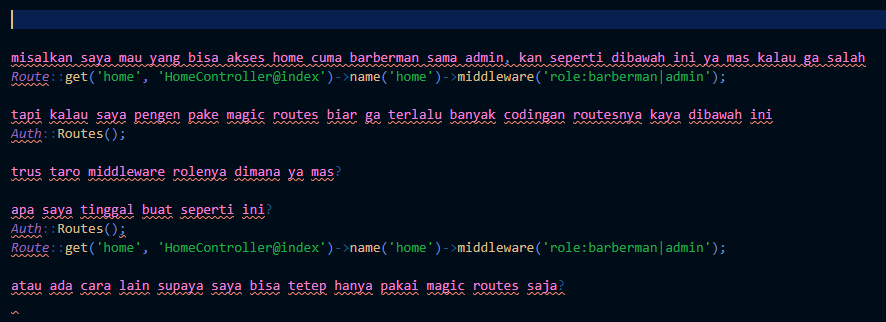 misalkan saya mau yang bisa akses home cuma barberman sama admin, kan seperti dibawah ini ya mas kalau ga salah
Route::get('home', 'HomeController@index')->name('home')->middleware('role:barberman|admin');
tapi kalau saya pengen pake magic routes biar ga terlalu banyak codingan routesnya kaya dibawah ini
Auth::Routes();
trus taro middleware rolenya dimana ya mas?
apa saya tinggal buat seperti ini?
Auth::Routes();
Route::get('home', 'HomeController@index')->name('home')->middleware('role:barberman|admin');
atau ada cara lain supaya saya bisa tetep hanya pakai magic routes saja?